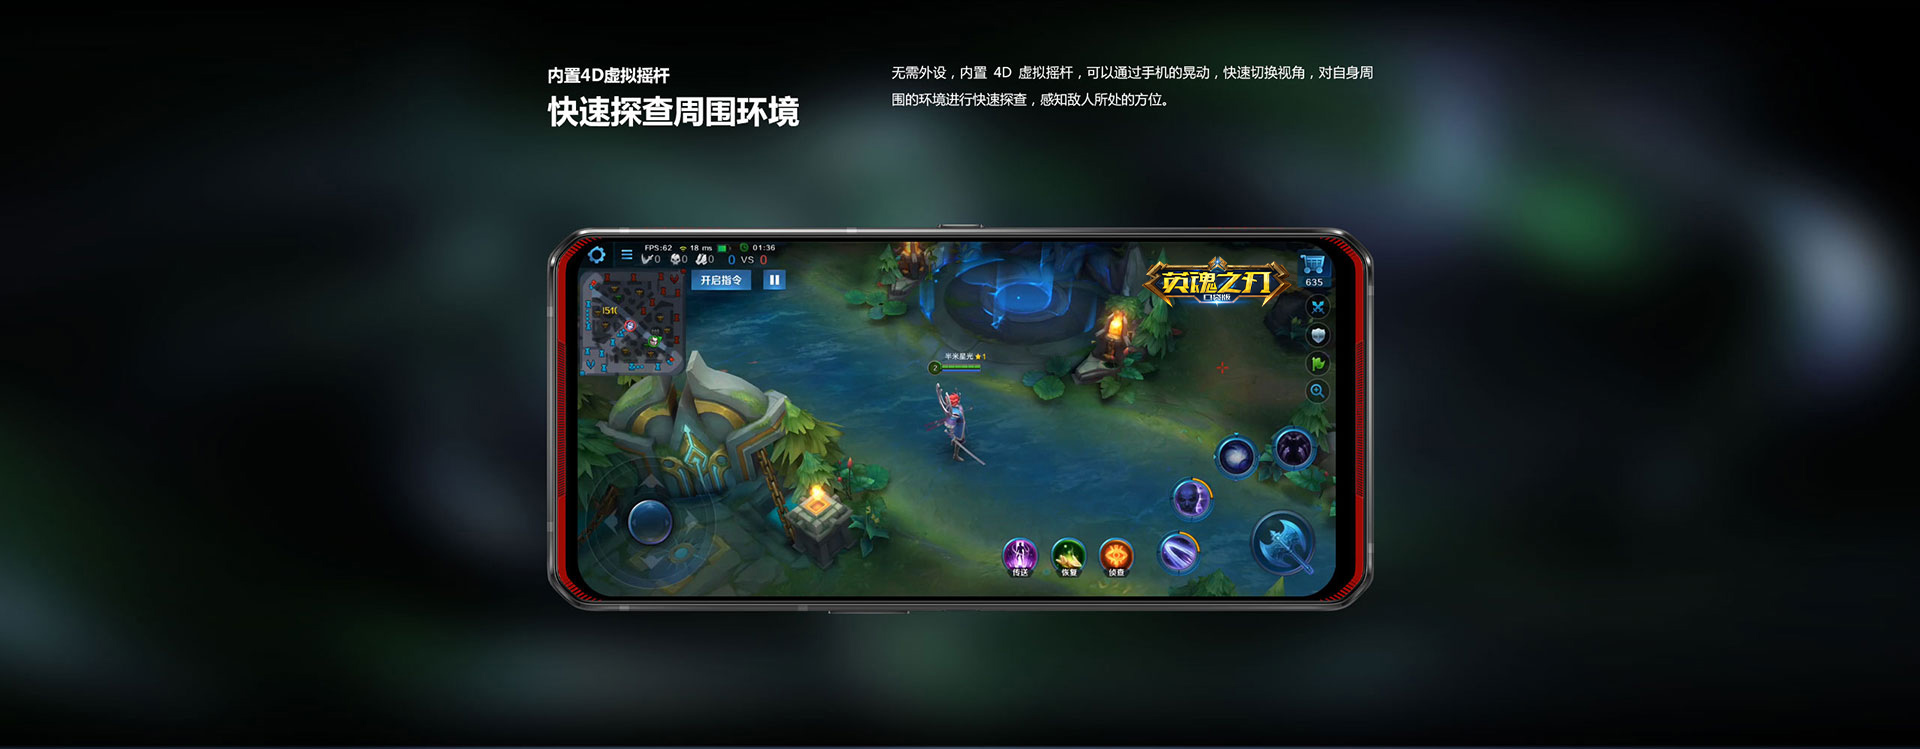 内置4D虚拟摇杆
快速探查周围环境
无需外设，内置 4D 虚拟摇杆，可以通过手机的晃动，快速切换视角，对自身周
围的环境进行快速探查，感知敌人所处的方位。
FPS:62 18 ms 01:36
0 0 0 0 VS 0
开启指令
英魂之刃
口袋版
635
半米星光★1
2
传送
恢复
侦查